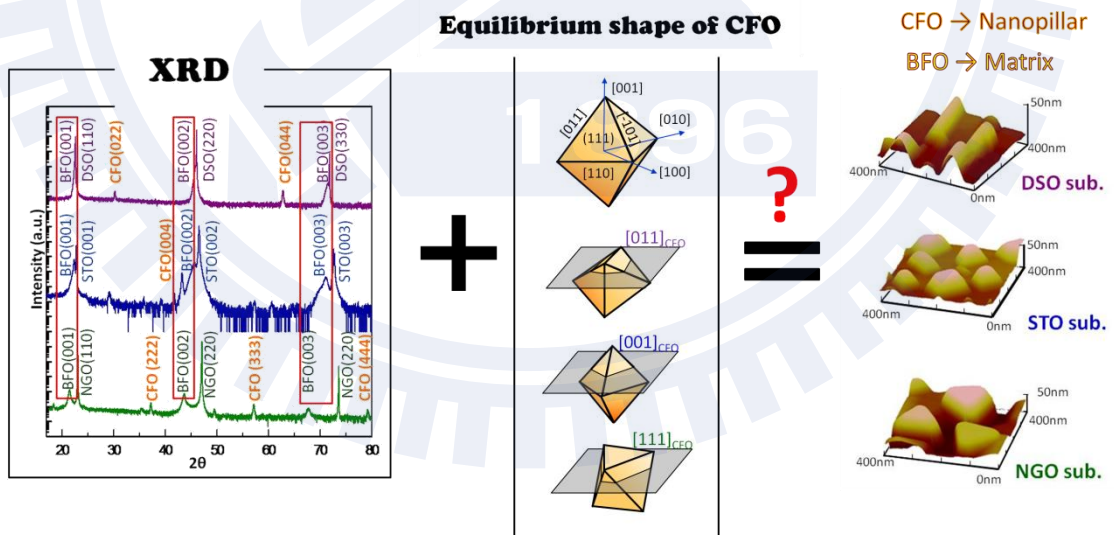 Equilibrium shape of CFO
CFO → Nanopillar
BFO → Matrix
XRD
Intensity (a.u.)
BFO(001)
DSO(110)
CFO(022)
BFO(002)
DSO(220)
CFO(044)
BFO(003)
DSO(330)
BFO(001)
STO(001)
CFO(004)
BFO(002)
STO(002)
BFO(003)
STO(003)
BFO(001)
NGO(110)
CFO (222)
BFO(002)
NGO(220)
CFO (333)
BFO(003)
NGO(220)
CFO (444)
20 30 40 50 60 70 80
2θ
+
[001]
[011]
[-101]
[010]
(111)
[110]
[100]
[011]CFO
[001]CFO
[111]CFO
?
=
50nm
400nm
400nm
0nm
DSO sub.
50nm
400nm
400nm
0nm
STO sub.
50nm
400nm
400nm
0nm
NGO sub.
1896